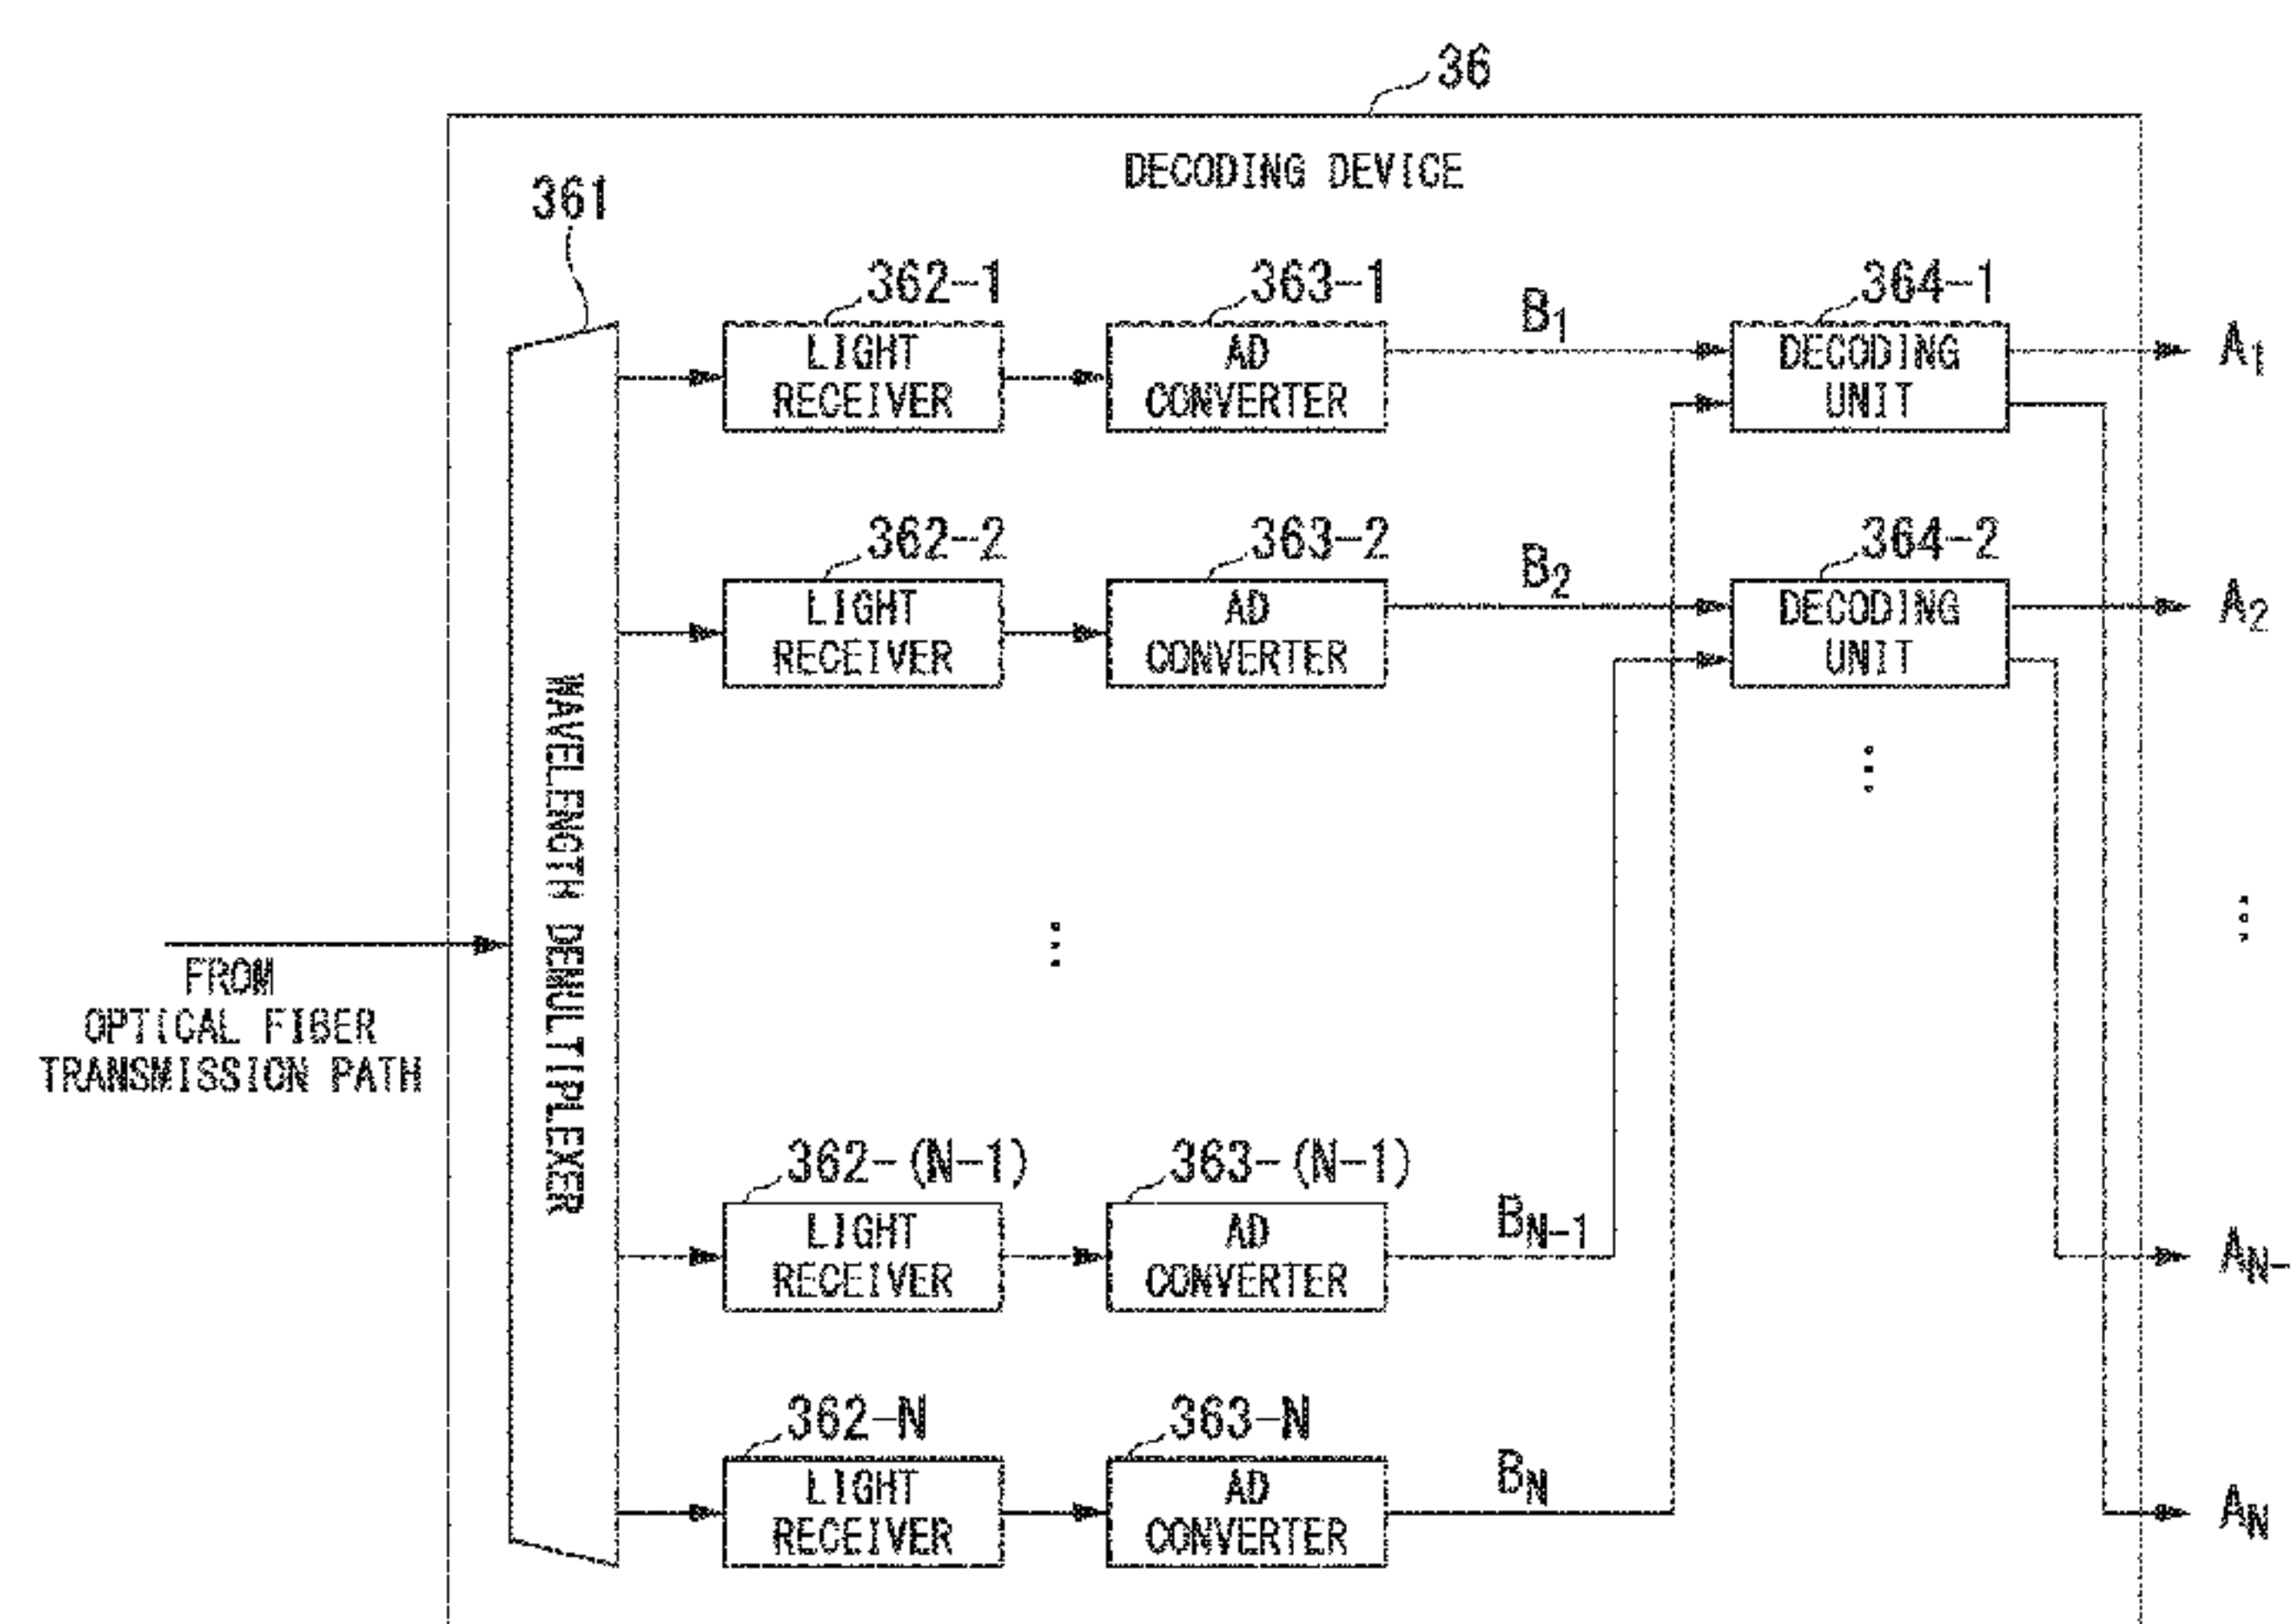 36
DECODING DEVICE
361
362-1
363-1
B1
364-1
LIGHT
RECEIVER
AD
CONVERTER
DECODING
UNIT
A1
362-2
363-2
B2
364-2
LIGHT
RECEIVER
AD
CONVERTER
DECODING
UNIT
A2
WAVELENGTH DEMULTIPLEXER
FROM
OPTICAL FIBER
TRANSMISSION PATH
362-(N-1)
363-(N-1)
BN-1
LIGHT
RECEIVER
AD
CONVERTER
AN-
362-N
363-N
BN
LIGHT
RECEIVER
AD
CONVERTER
AN